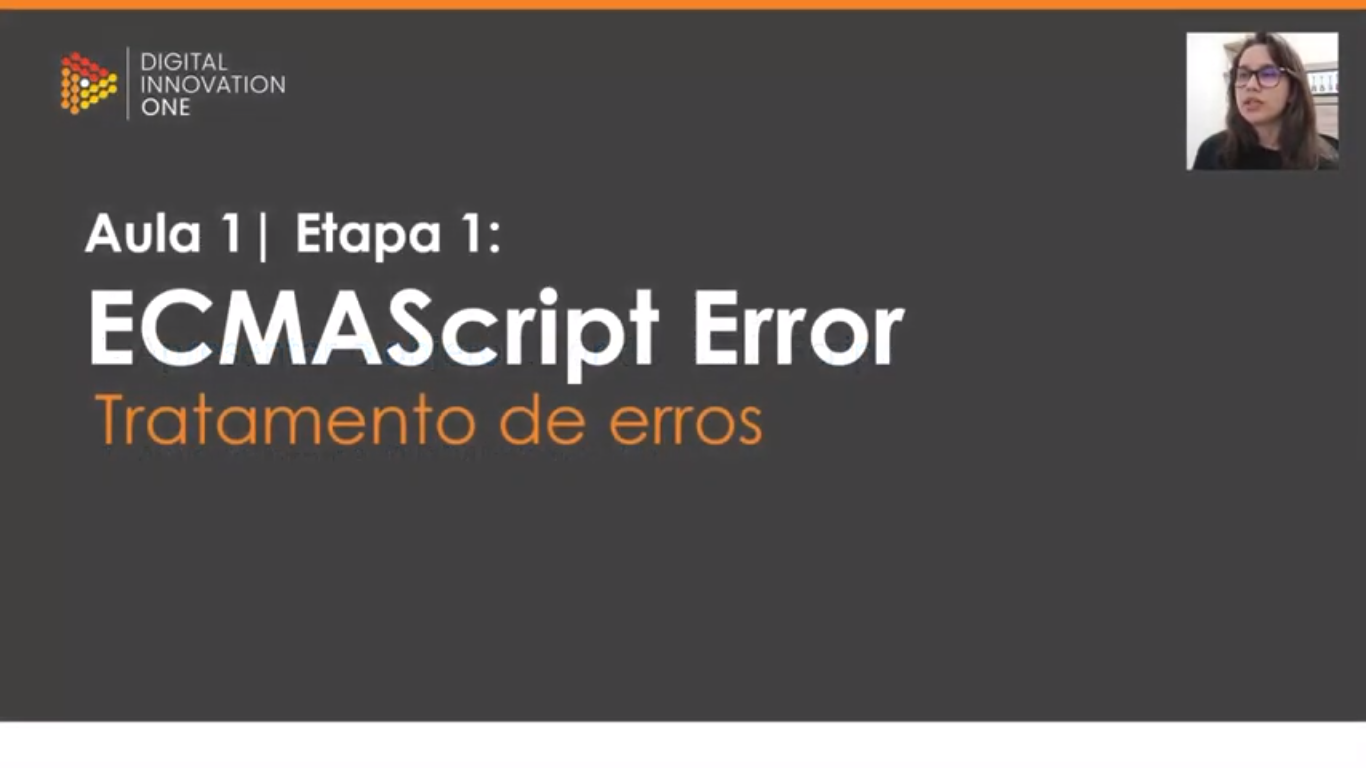 DIGITAL
INNOVATION
ONE
Aula 1| Etapa 1:
ECMAScript Error
Tratamento de erros